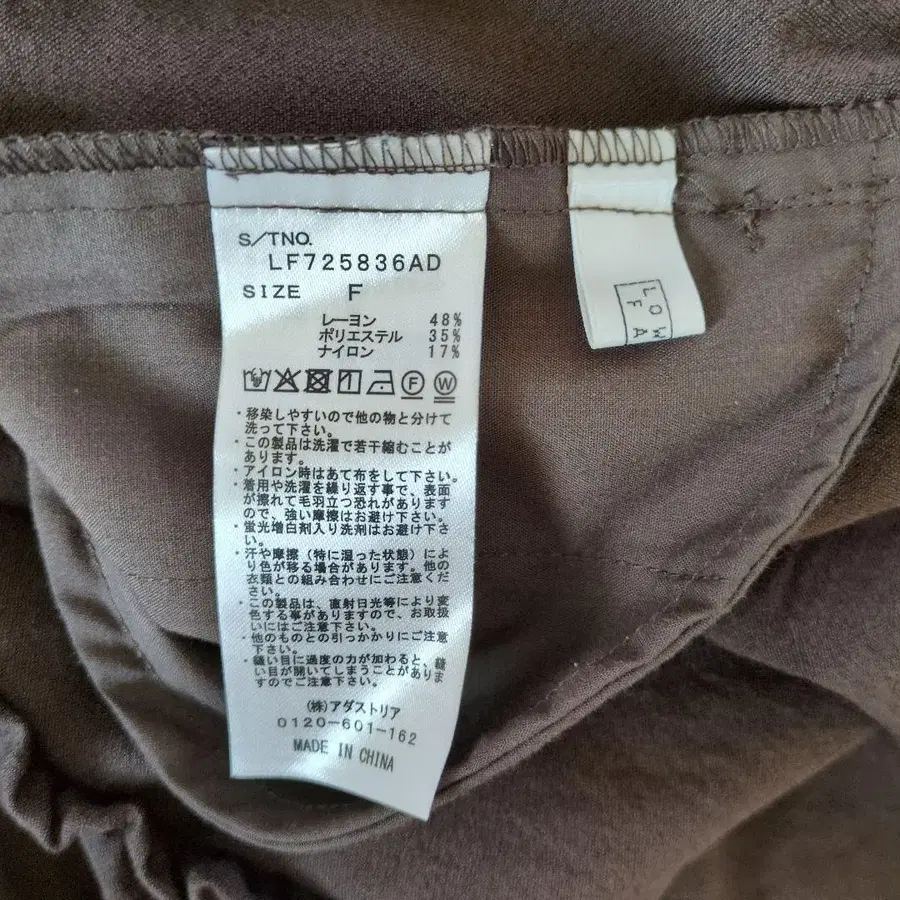 S/TNO.
LF725836AD
SIZE F
レーヨン 48%
ポリエステル 35%
ナイロン 17%
F W
・移染しやすいので他の物と分けて
洗って下さい。
・この製品は洗濯で若干縮むことが
あります。
・アイロン時はあて布をして下さい。
・着用や洗濯を繰り返す事で、表面
が擦れて毛羽立つ恐れがあります
ので、強い摩擦はお避け下さい。
・蛍光増白剤入り洗剤はお避け下さ
い。
・汗や摩擦（特に湿った状態）によ
り色が移る場合があります。他の
衣類との組み合わせにご注意くだ
さい。
・この製品は、直射日光等により変
色する事がありますので、お取扱
いにはご注意下さい。
・他のものとの引っかかりにご注意
下さい。
・縫い目に過度の力が加わると、縫
い目が開いてしまうことがありま
すのでご注意下さい。
(株)アダストリア
0120-601-162
MADE IN CHINA
LOW
FA